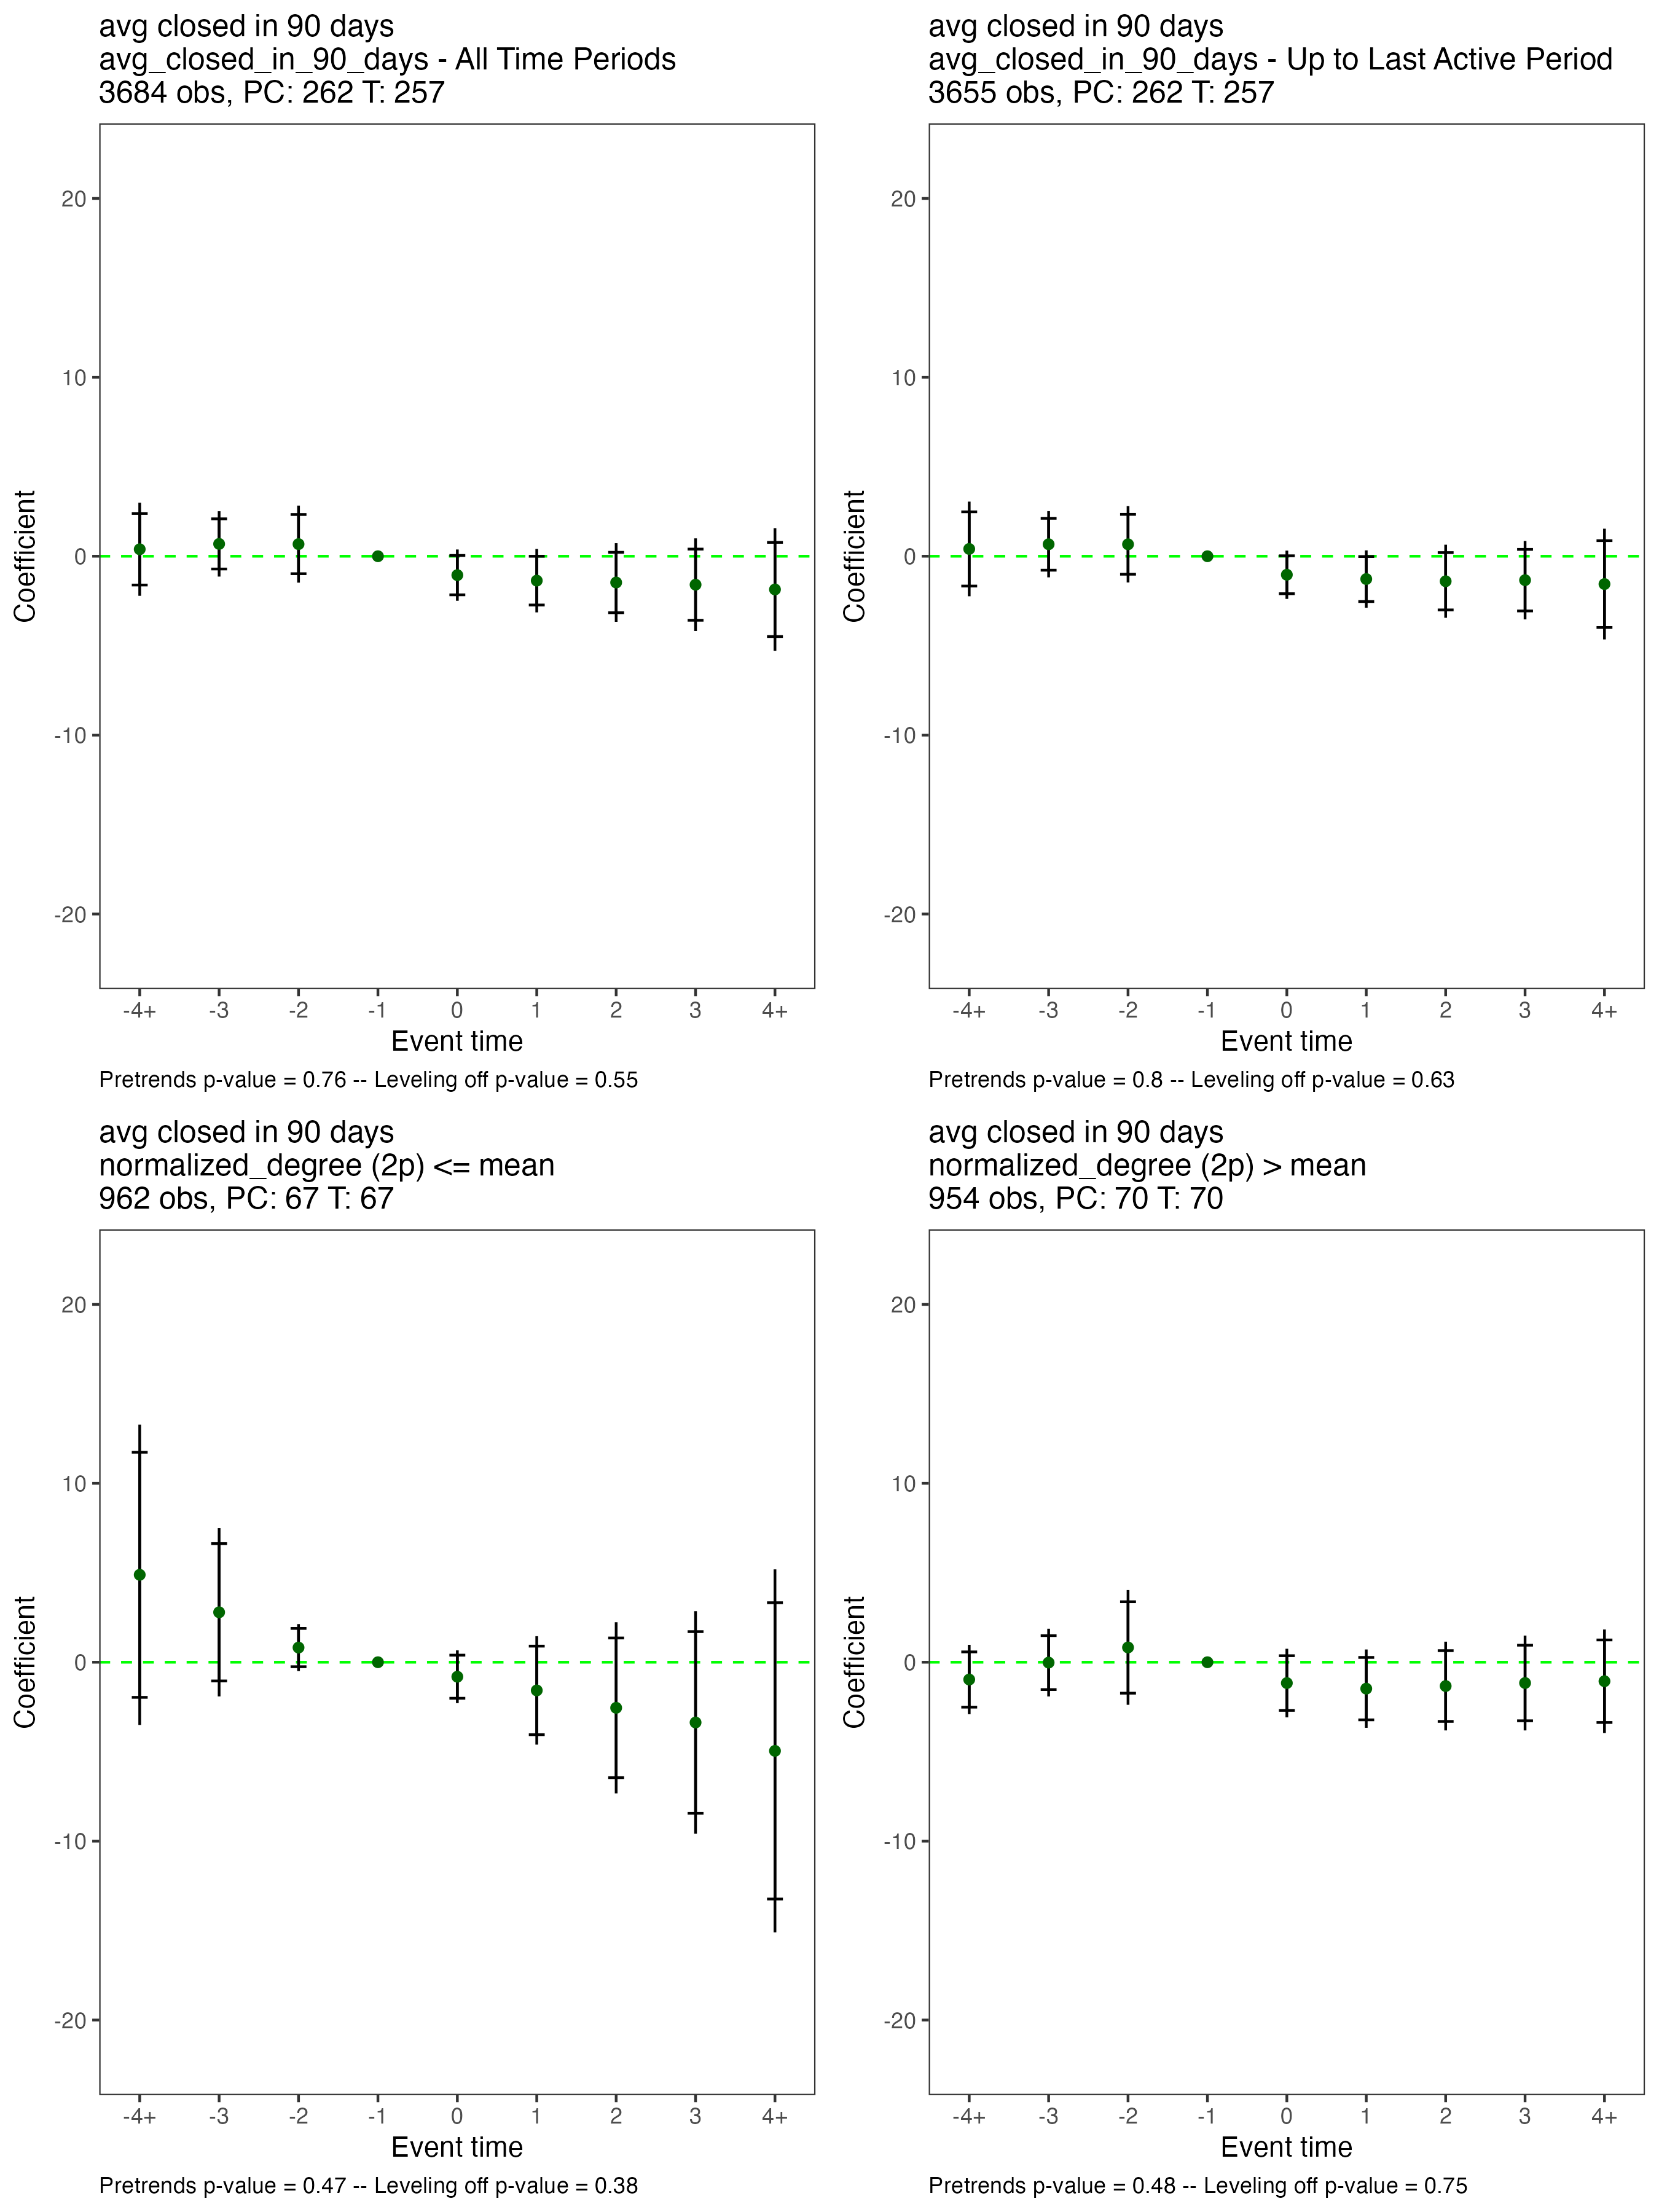 avg closed in 90 days
avg_closed_in_90_days - All Time Periods
3684 obs, PC: 262 T: 257
Coefficient
20
10
0
-10
-20
-4+ -3 -2 -1 0 1 2 3 4+
Event time
Pretrends p-value = 0.76 -- Leveling off p-value = 0.55
avg closed in 90 days
avg_closed_in_90_days - Up to Last Active Period
3655 obs, PC: 262 T: 257
Coefficient
20
10
0
-10
-20
-4+ -3 -2 -1 0 1 2 3 4+
Event time
Pretrends p-value = 0.8 -- Leveling off p-value = 0.63
avg closed in 90 days
normalized_degree (2p) <= mean
962 obs, PC: 67 T: 67
Coefficient
20
10
0
-10
-20
-4+ -3 -2 -1 0 1 2 3 4+
Event time
Pretrends p-value = 0.47 -- Leveling off p-value = 0.38
avg closed in 90 days
normalized_degree (2p) > mean
954 obs, PC: 70 T: 70
Coefficient
20
10
0
-10
-20
-4+ -3 -2 -1 0 1 2 3 4+
Event time
Pretrends p-value = 0.48 -- Leveling off p-value = 0.75